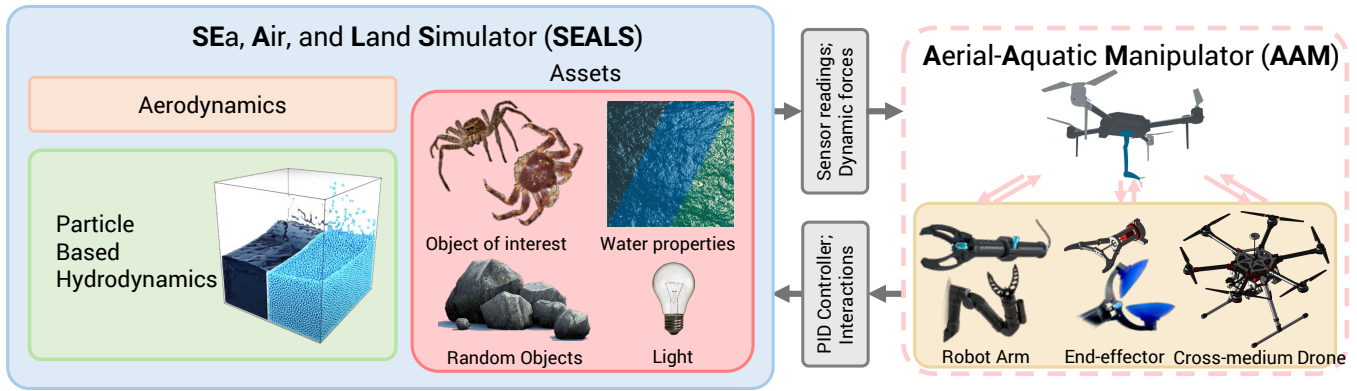 SEa, Air, and Land Simulator (SEALS)
Aerodynamics
Particle
Based
Hydrodynamics
Assets
Object of interest
Water properties
Random Objects
Light
Sensor readings;
Dynamic forces
PID Controller;
Interactions
Aerial-Aquatic Manipulator (AAM)
Robot Arm
End-effector
Cross-medium Drone